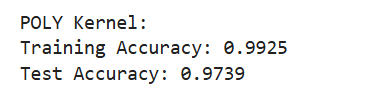 POLY Kernel:
Training Accuracy: 0.9925
Test Accuracy: 0.9739